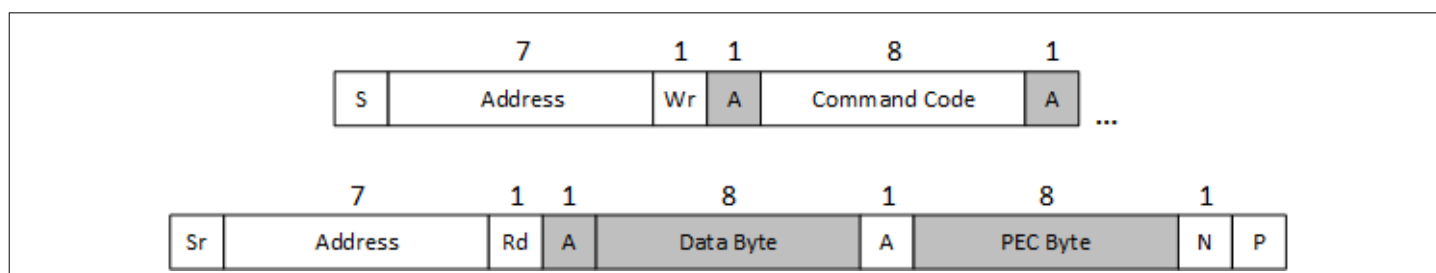 7 1 1 8 1
S Address Wr A Command Code A ...
7 1 1 8 1 8 1
Sr Address Rd A Data Byte A PEC Byte N P